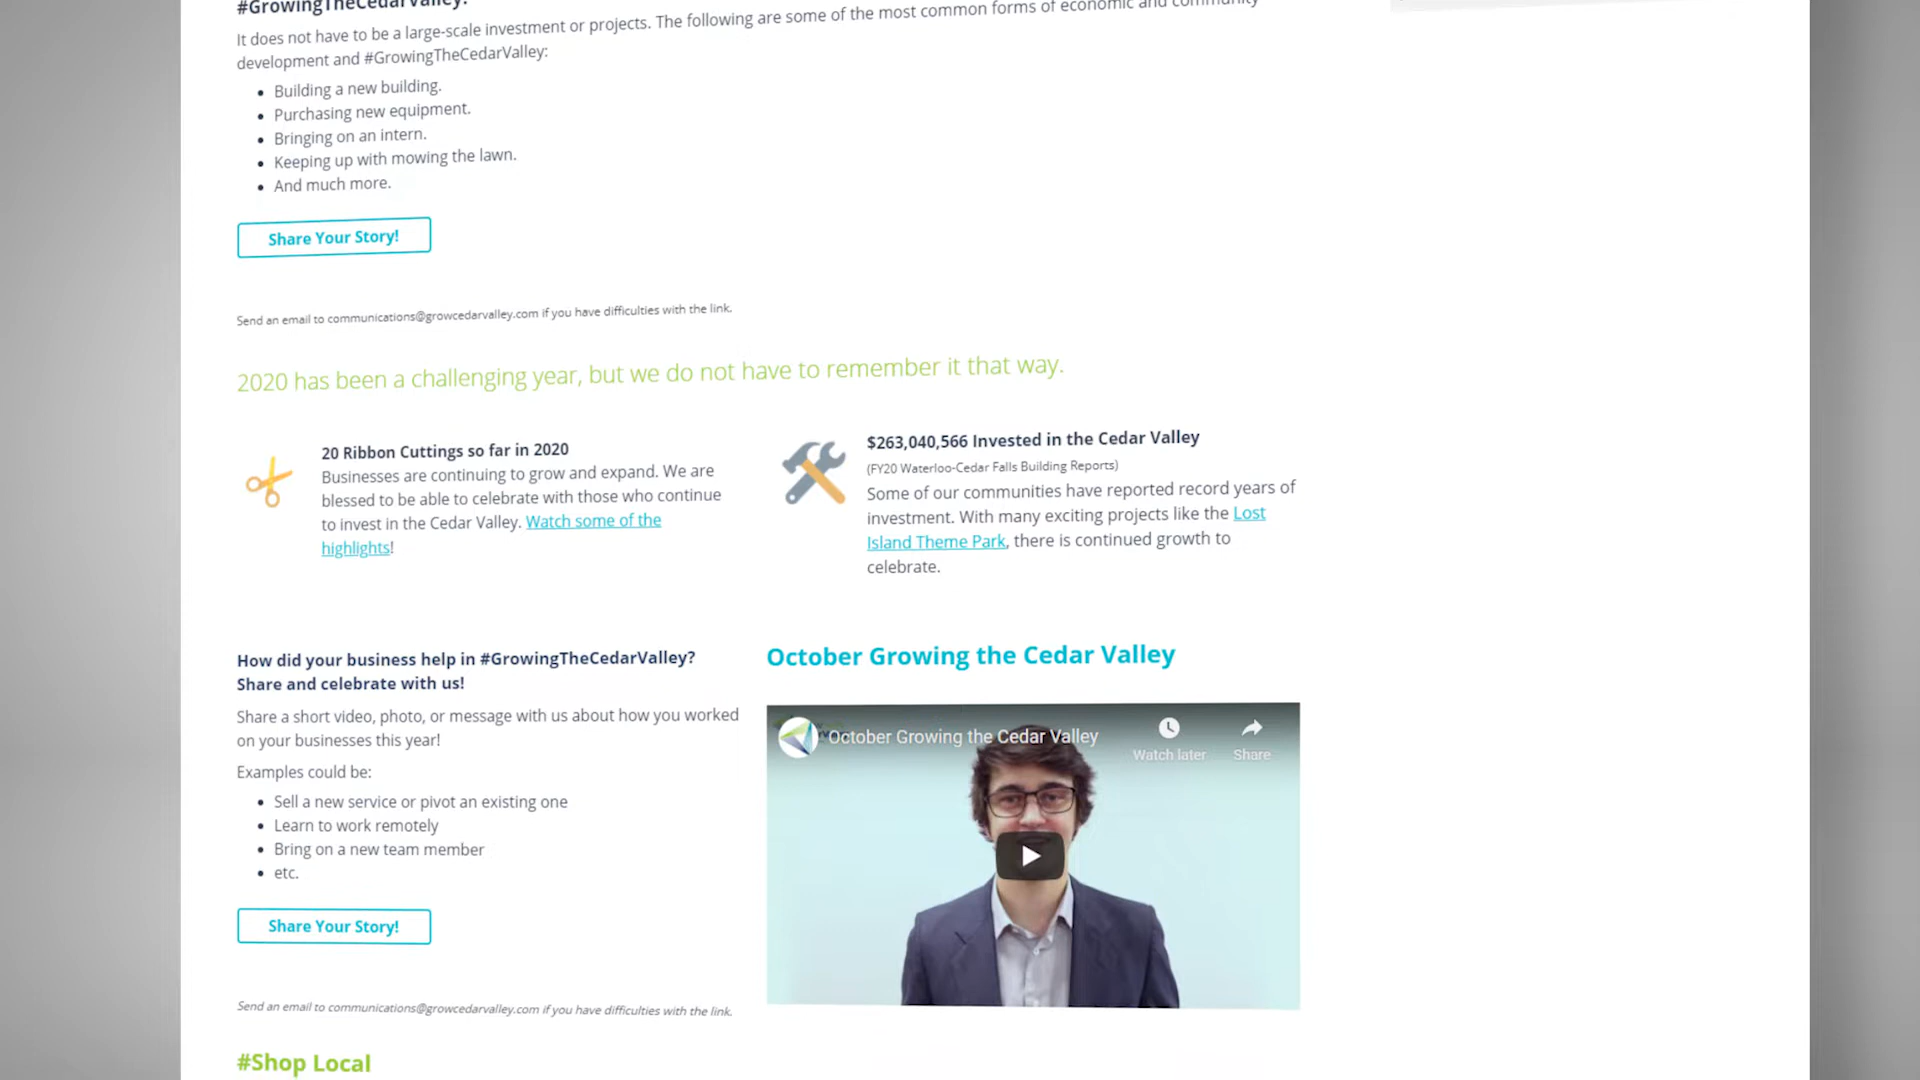 #GrowingTheCedarValley.
It does not have to be a large-scale investment or projects. The following are some of the most common forms of economic and community
development and #GrowingTheCedarValley:
• Building a new building.
• Purchasing new equipment.
• Bringing on an intern.
• Keeping up with mowing the lawn.
• And much more.
Share Your Story!
Send an email to communications@growcedarvalley.com if you have difficulties with the link.
2020 has been a challenging year, but we do not have to remember it that way.
20 Ribbon Cuttings so far in 2020
Businesses are continuing to grow and expand. We are
blessed to be able to celebrate with those who continue
to invest in the Cedar Valley. Watch some of the
highlights!
$263,040,566 Invested in the Cedar Valley
(FY20 Waterloo-Cedar Falls Building Reports)
Some of our communities have reported record years of
investment. With many exciting projects like the Lost
Island Theme Park, there is continued growth to
celebrate.
How did your business help in #GrowingTheCedarValley?
Share and celebrate with us!
Share a short video, photo, or message with us about how you worked
on your businesses this year!
Examples could be:
• Sell a new service or pivot an existing one
• Learn to work remotely
• Bring on a new team member
• etc.
Share Your Story!
Send an email to communications@growcedarvalley.com if you have difficulties with the link.
October Growing the Cedar Valley
October Growing the Cedar Valley
Watch later
Share
#Shop Local